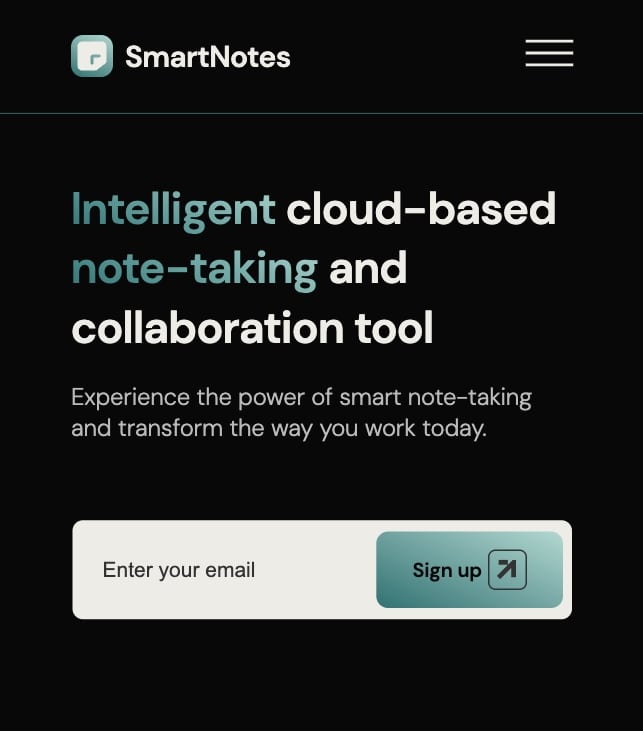 SmartNotes
Intelligent cloud-based
note-taking and
collaboration tool
Experience the power of smart note-taking
and transform the way you work today.
Enter your email
Sign up